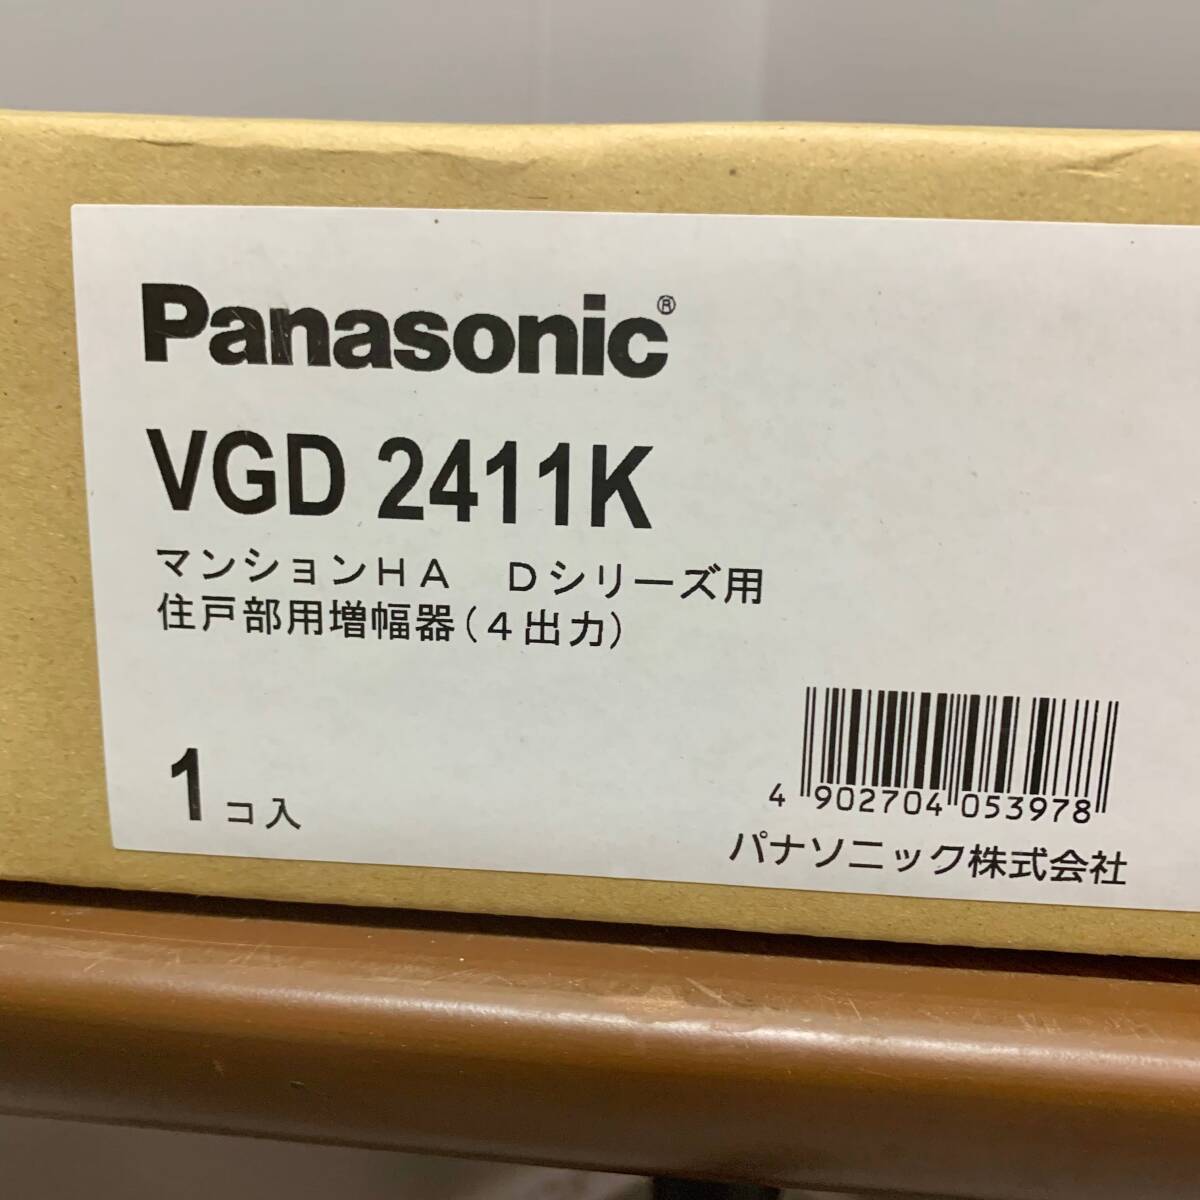 Panasonic®
VGD 2411K
マンションＨＡ　Ｄシリーズ用
住戸部用増幅器(４出力)
1コ入
4 902704 053978
パナソニック株式会社